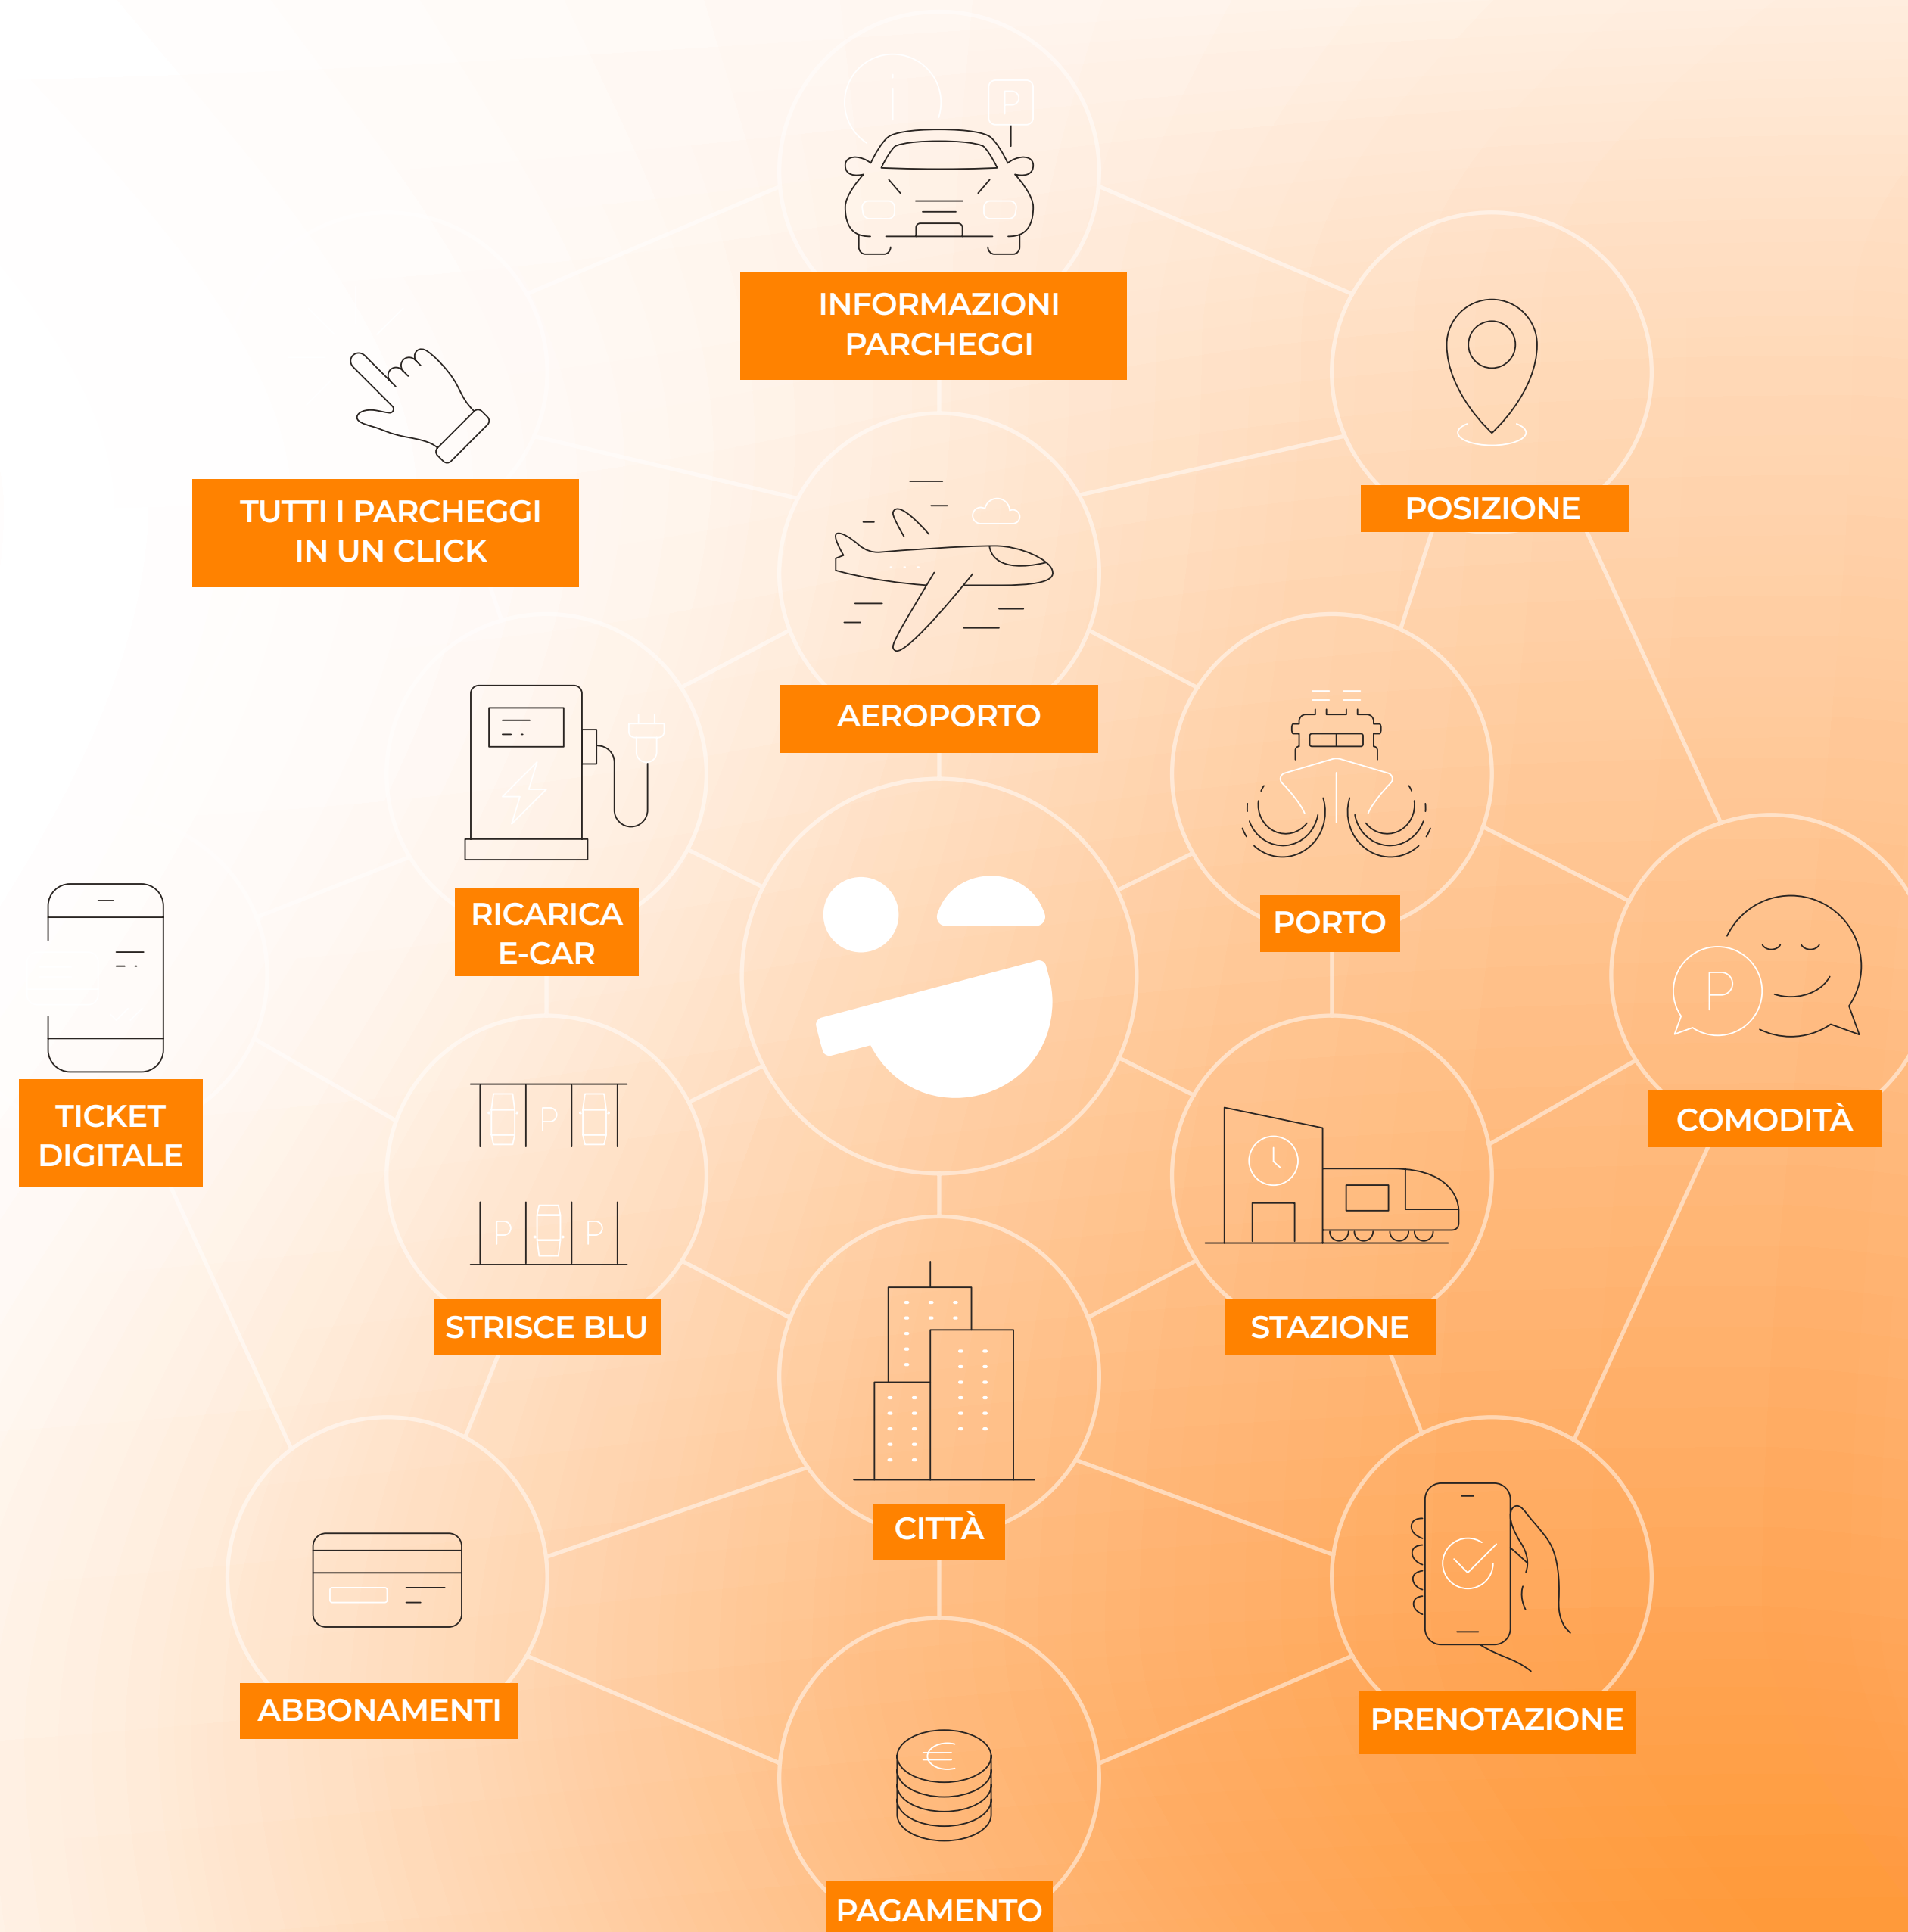 i
P
INFORMAZIONI
PARCHEGGI
TUTTI I PARCHEGGI
IN UN CLICK
POSIZIONE
AEROPORTO
RICARICA
E-CAR
PORTO
P
TICKET
DIGITALE
COMODITÀ
P
P P
STRISCE BLU
STAZIONE
CITTÀ
ABBONAMENTI
PRENOTAZIONE
€
PAGAMENTO